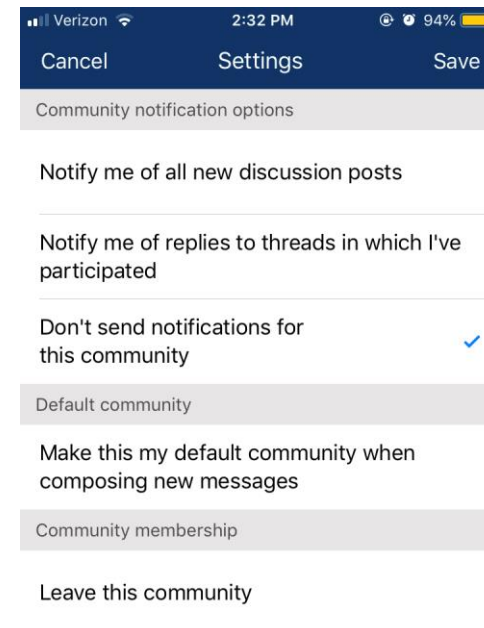 Verizon 2:32 PM 94%
Cancel Settings Save
Community notification options
Notify me of all new discussion posts
Notify me of replies to threads in which I've
participated
Don't send notifications for
this community
Default community
Make this my default community when
composing new messages
Community membership
Leave this community